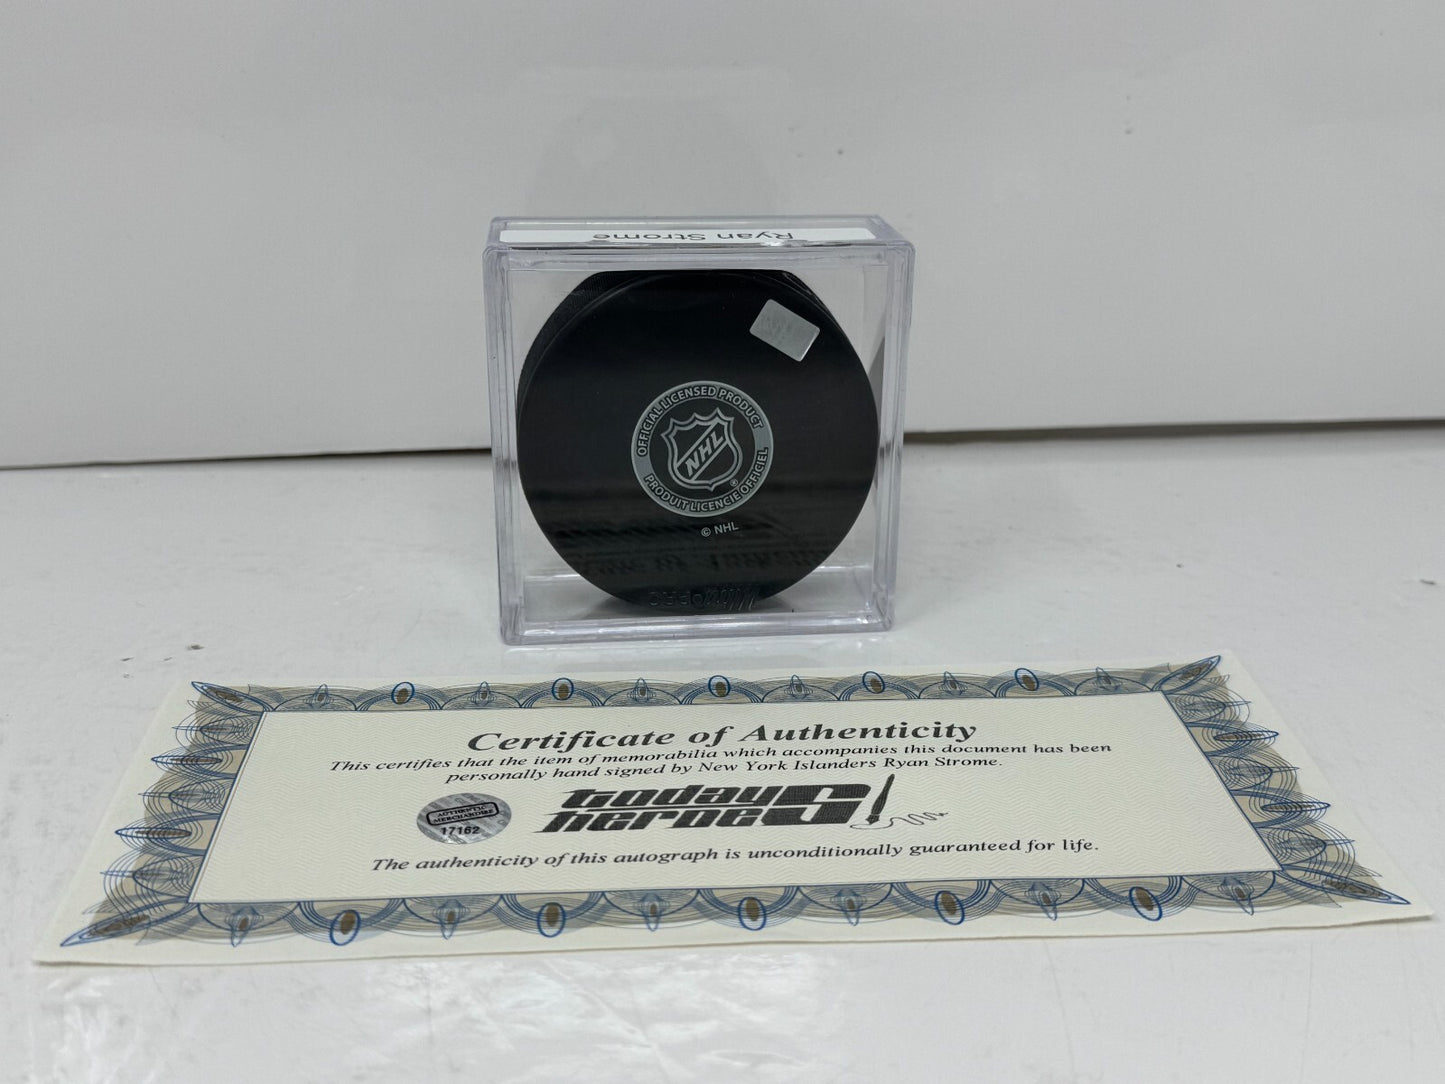 Ryan Strome
OFFICIAL LICENSED PRODUCT
NHL
®
PRODUIT LICENCIE OFFICIEL
© NHL
Certificate of Authenticity
This certifies that the item of memorabilia which accompanies this document has been
personally hand signed by New York Islanders Ryan Strome.
AUTHENTIC
MERCHANDISE
17162
todays
heroes
The authenticity of this autograph is unconditionally guaranteed for life.